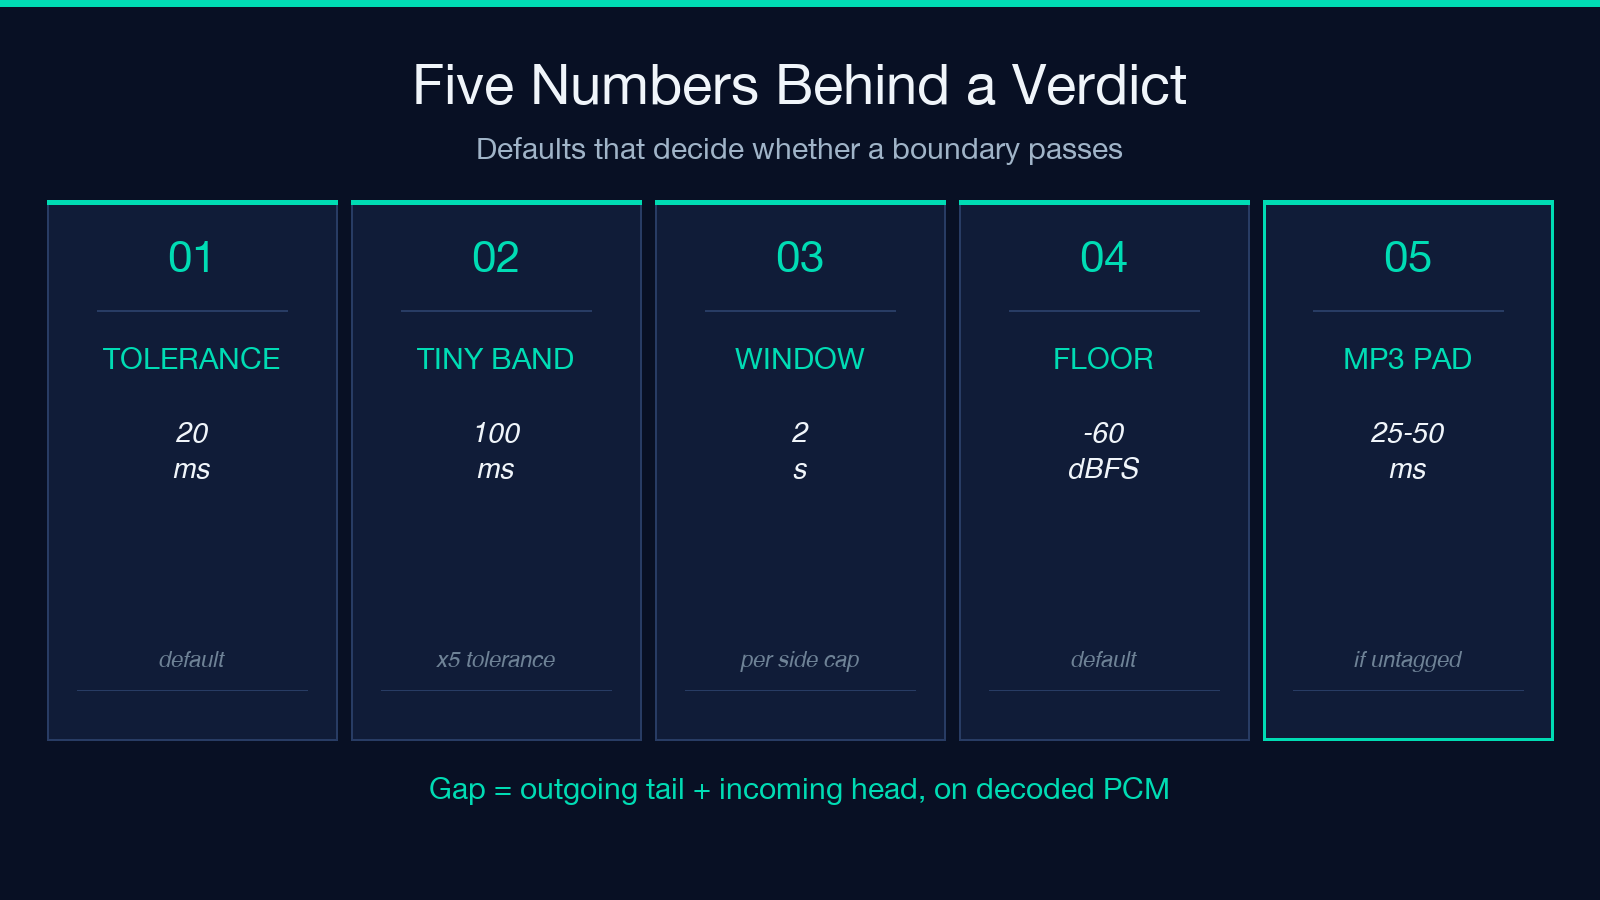 Five Numbers Behind a Verdict
Defaults that decide whether a boundary passes
01
TOLERANCE
20
ms
default
02
TINY BAND
100
ms
x5 tolerance
03
WINDOW
2
s
per side cap
04
FLOOR
-60
dBFS
default
05
MP3 PAD
25-50
ms
if untagged
Gap = outgoing tail + incoming head, on decoded PCM